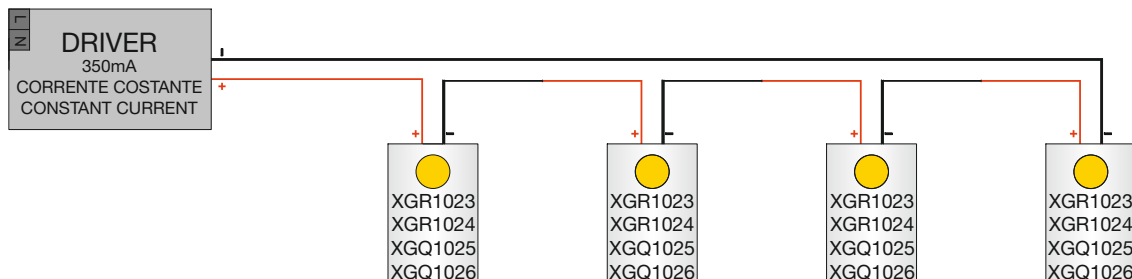 L
N
DRIVER
350mA
CORRENTE COSTANTE
CONSTANT CURRENT
-
+
+ -
+ -
+ -
+ -
XGR1023 XGR1023 XGR1023 XGR1023
XGR1024 XGR1024 XGR1024 XGR1024
XGQ1025 XGQ1025 XGQ1025 XGQ1025
XGQ1026 XGQ1026 XGQ1026 XGQ1026